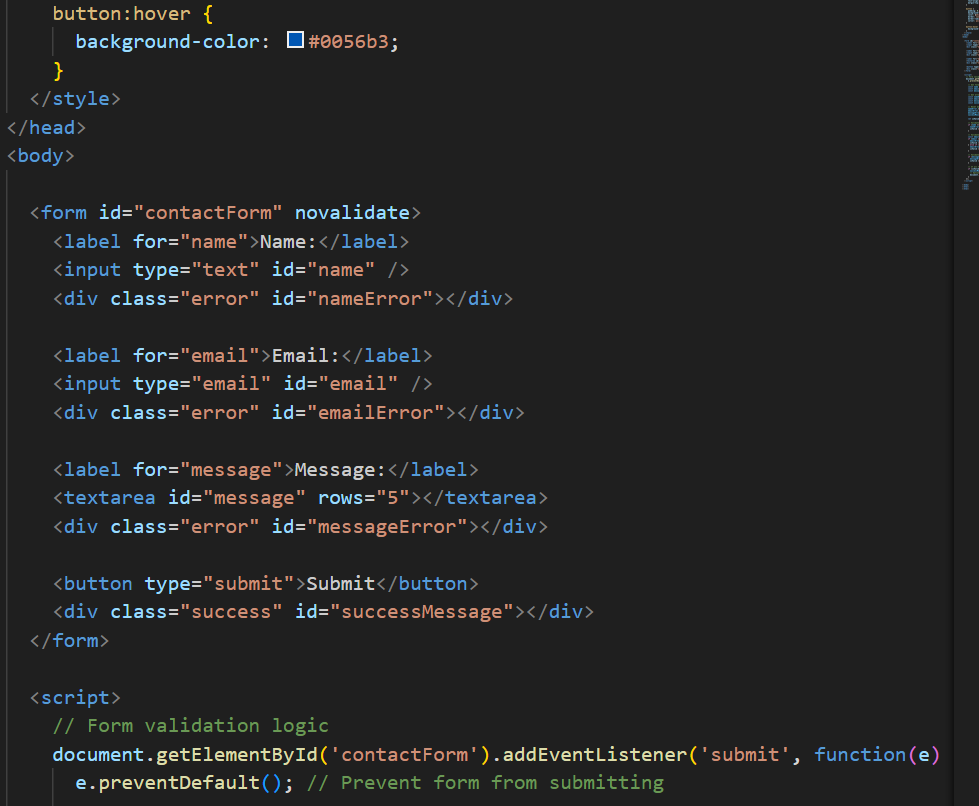 button:hover {
background-color: #0056b3;
}
</style>
</head>
<body>
<form id="contactForm" novalidate>
<label for="name">Name:</label>
<input type="text" id="name" />
<div class="error" id="nameError"></div>
<label for="email">Email:</label>
<input type="email" id="email" />
<div class="error" id="emailError"></div>
<label for="message">Message:</label>
<textarea id="message" rows="5"></textarea>
<div class="error" id="messageError"></div>
<button type="submit">Submit</button>
<div class="success" id="successMessage"></div>
</form>
<script>
// Form validation logic
document.getElementById('contactForm').addEventListener('submit', function(e)
e.preventDefault(); // Prevent form from submitting